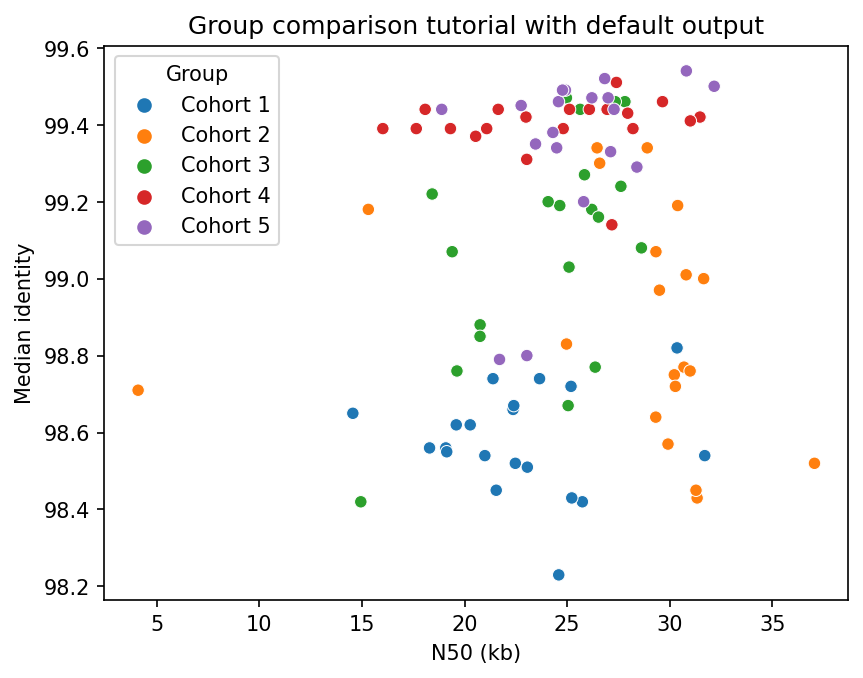 Group comparison tutorial with default output
99.6
99.4
99.2
99.0
98.8
98.6
98.4
98.2
Median identity
Group
Cohort 1
Cohort 2
Cohort 3
Cohort 4
Cohort 5
5
10
15
20
25
30
35
N50 (kb)